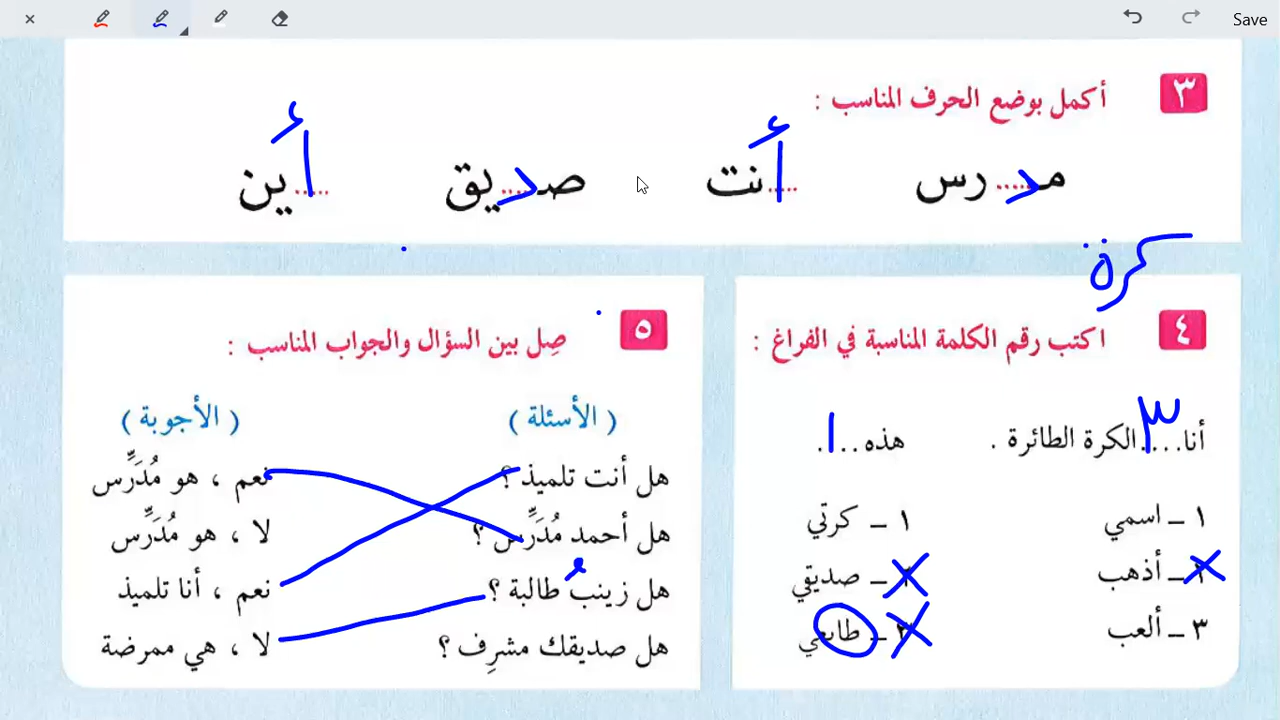 Save
٣ أكمل بوضع الحرف المناسب :
مدرس أنت صديق أين
كرة
٤ اكتب رقم الكلمة المناسبة في الفراغ :
أنا ....٣ الكرة الطائرة . هذه ..١..
١ ـ اسمي ١ ـ كرتي
٢ ـ أذهب ٢ ـ صديقي
٣ ـ ألعب ٣ ـ طابعي
٥ صِل بين السؤال والجواب المناسب :
( الأسئلة ) ( الأجوبة )
هل أنت تلميذ ؟ نعم ، هو مُدَرِّس
هل أحمد مُدَرِّس ؟ لا ، هو مُدَرِّس
هل زينبُ طالبة ؟ نعم ، أنا تلميذ
هل صديقك مشرِف ؟ لا ، هي ممرضة